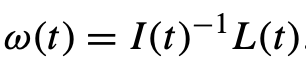 ω(t) = I(t)⁻¹L(t).